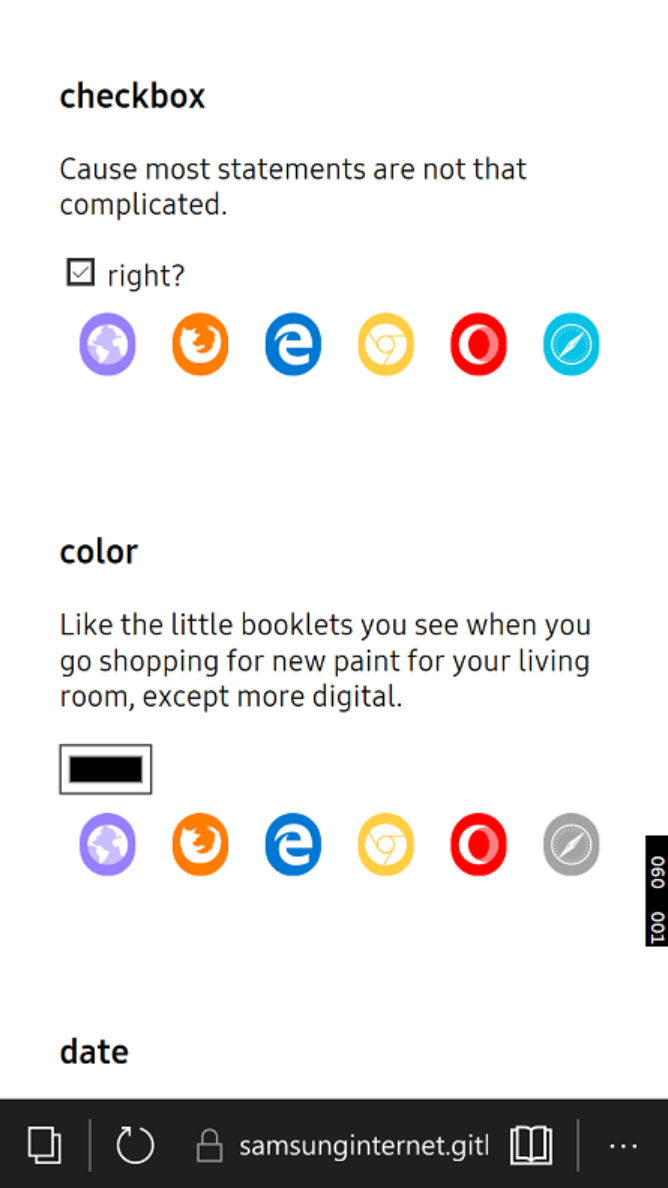 checkbox
Cause most statements are not that
complicated.
right?
color
Like the little booklets you see when you
go shopping for new paint for your living
room, except more digital.
060 001
date
samsunginternet.gitl